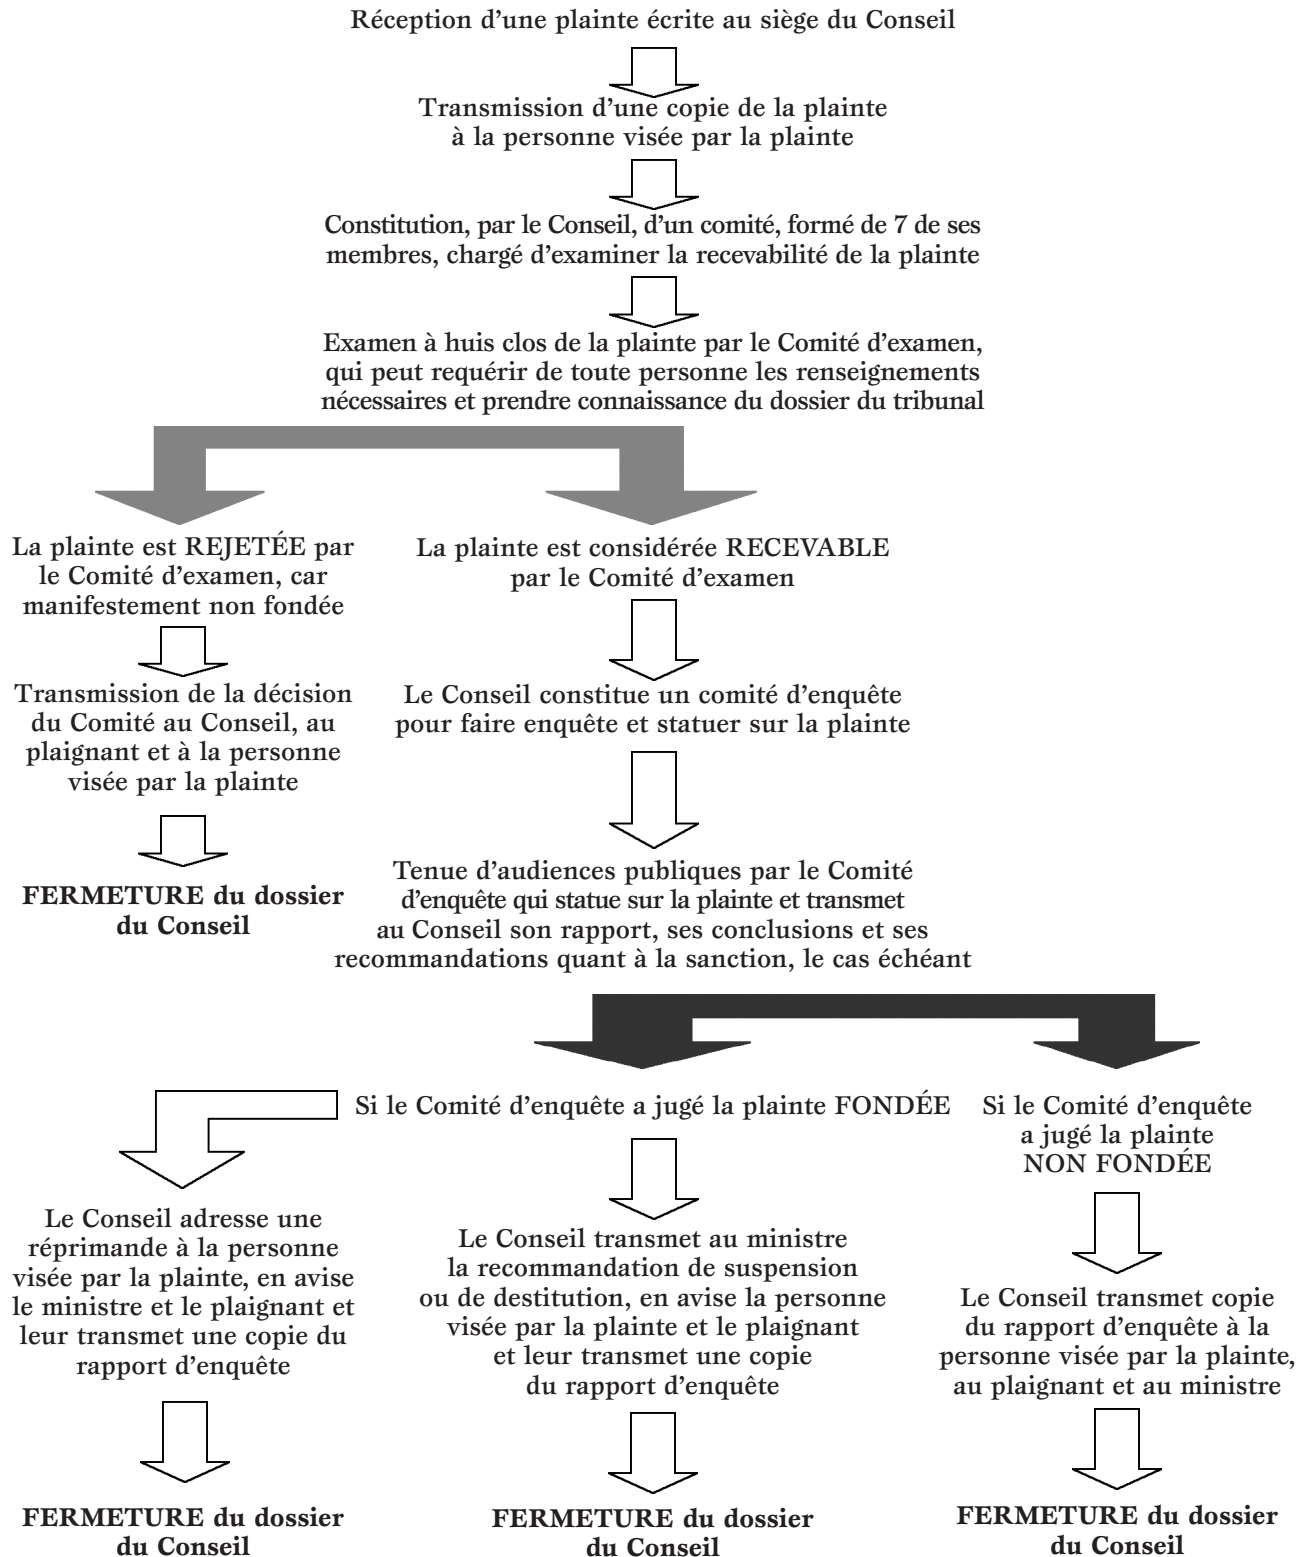 Réception d'une plainte écrite au siège du Conseil
Transmission d'une copie de la plainte
à la personne visée par la plainte
Constitution, par le Conseil, d'un comité, formé de 7 de ses
membres, chargé d'examiner la recevabilité de la plainte
Examen à huis clos de la plainte par le Comité d'examen,
qui peut requérir de toute personne les renseignements
nécessaires et prendre connaissance du dossier du tribunal
La plainte est REJETÉE par
le Comité d'examen, car
manifestement non fondée
Transmission de la décision
du Comité au Conseil, au
plaignant et à la personne
visée par la plainte
FERMETURE du dossier
du Conseil
La plainte est considérée RECEVABLE
par le Comité d'examen
Le Conseil constitue un comité d'enquête
pour faire enquête et statuer sur la plainte
Tenue d'audiences publiques par le Comité
d'enquête qui statue sur la plainte et transmet
au Conseil son rapport, ses conclusions et ses
recommandations quant à la sanction, le cas échéant
Si le Comité d'enquête a jugé la plainte FONDÉE
Le Conseil adresse une
réprimande à la personne
visée par la plainte, en avise
le ministre et le plaignant et
leur transmet une copie du
rapport d'enquête
FERMETURE du dossier
du Conseil
Le Conseil transmet au ministre
la recommandation de suspension
ou de destitution, en avise la personne
visée par la plainte et le plaignant
et leur transmet une copie
du rapport d'enquête
FERMETURE du dossier
du Conseil
Si le Comité d'enquête
a jugé la plainte
NON FONDÉE
Le Conseil transmet copie
du rapport d'enquête à la
personne visée par la plainte,
au plaignant et au ministre
FERMETURE du dossier
du Conseil